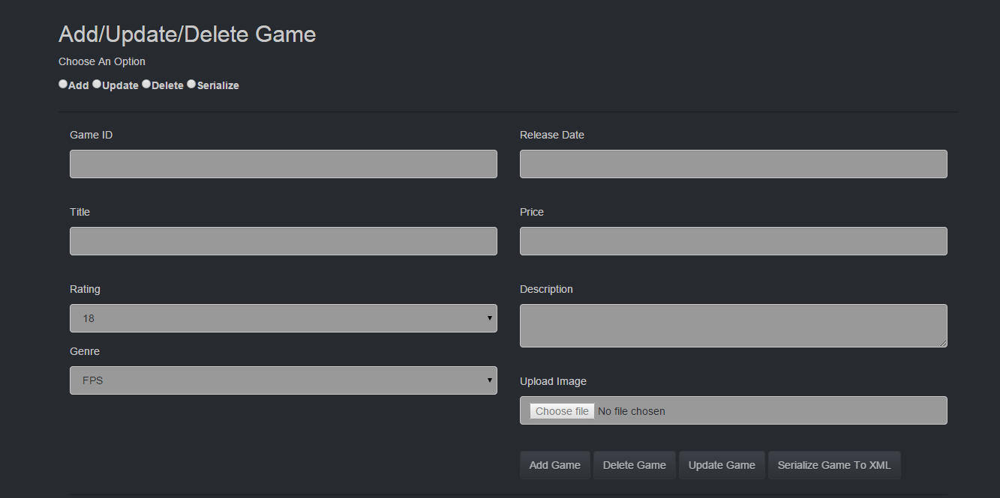 Add/Update/Delete Game
Choose An Option
Add Update Delete Serialize
Game ID
Title
Rating
18
Genre
FPS
Release Date
Price
Description
Upload Image
Choose file No file chosen
Add Game Delete Game Update Game Serialize Game To XML